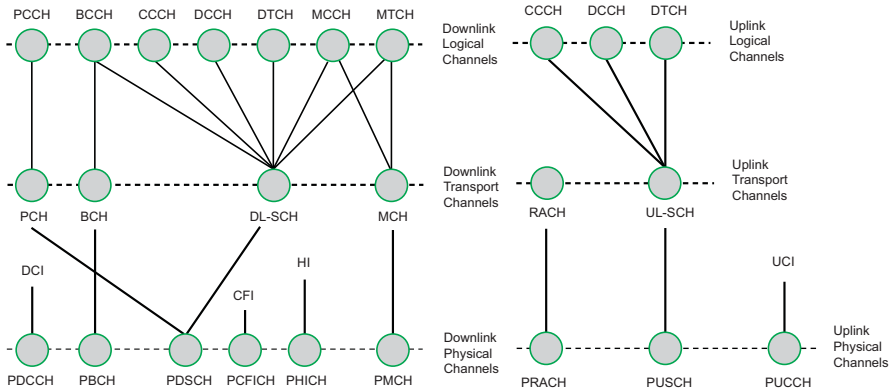 PCCH BCCH CCCH DCCH DTCH MCCH MTCH
Downlink
Logical
Channels
CCCH DCCH DTCH
Uplink
Logical
Channels
Downlink
Transport
Channels
PCH BCH DL-SCH MCH
Uplink
Transport
Channels
RACH UL-SCH
DCI
CFI
HI
UCI
Downlink
Physical
Channels
PDCCH PBCH PDSCH PCFICH PHICH PMCH
Uplink
Physical
Channels
PRACH PUSCH PUCCH